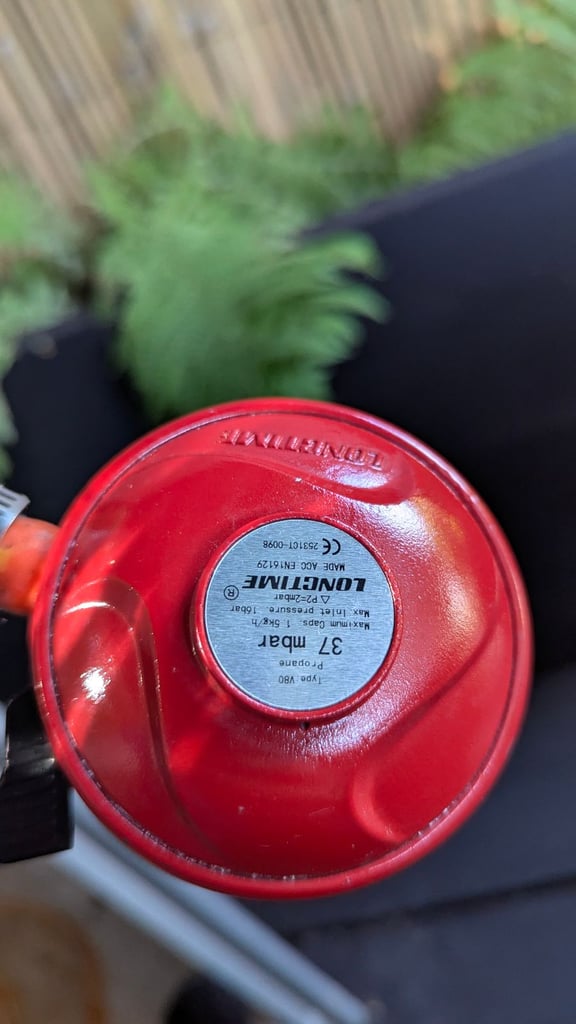 Type V80
Propane
37 mbar
Maximum Caps 1.5kg/h
Max Inlet pressure 16bar
△ P2=2mbar
LONGTIME ®
MADE ACC EN16129
CE 2531CT-0098
LONGTIME